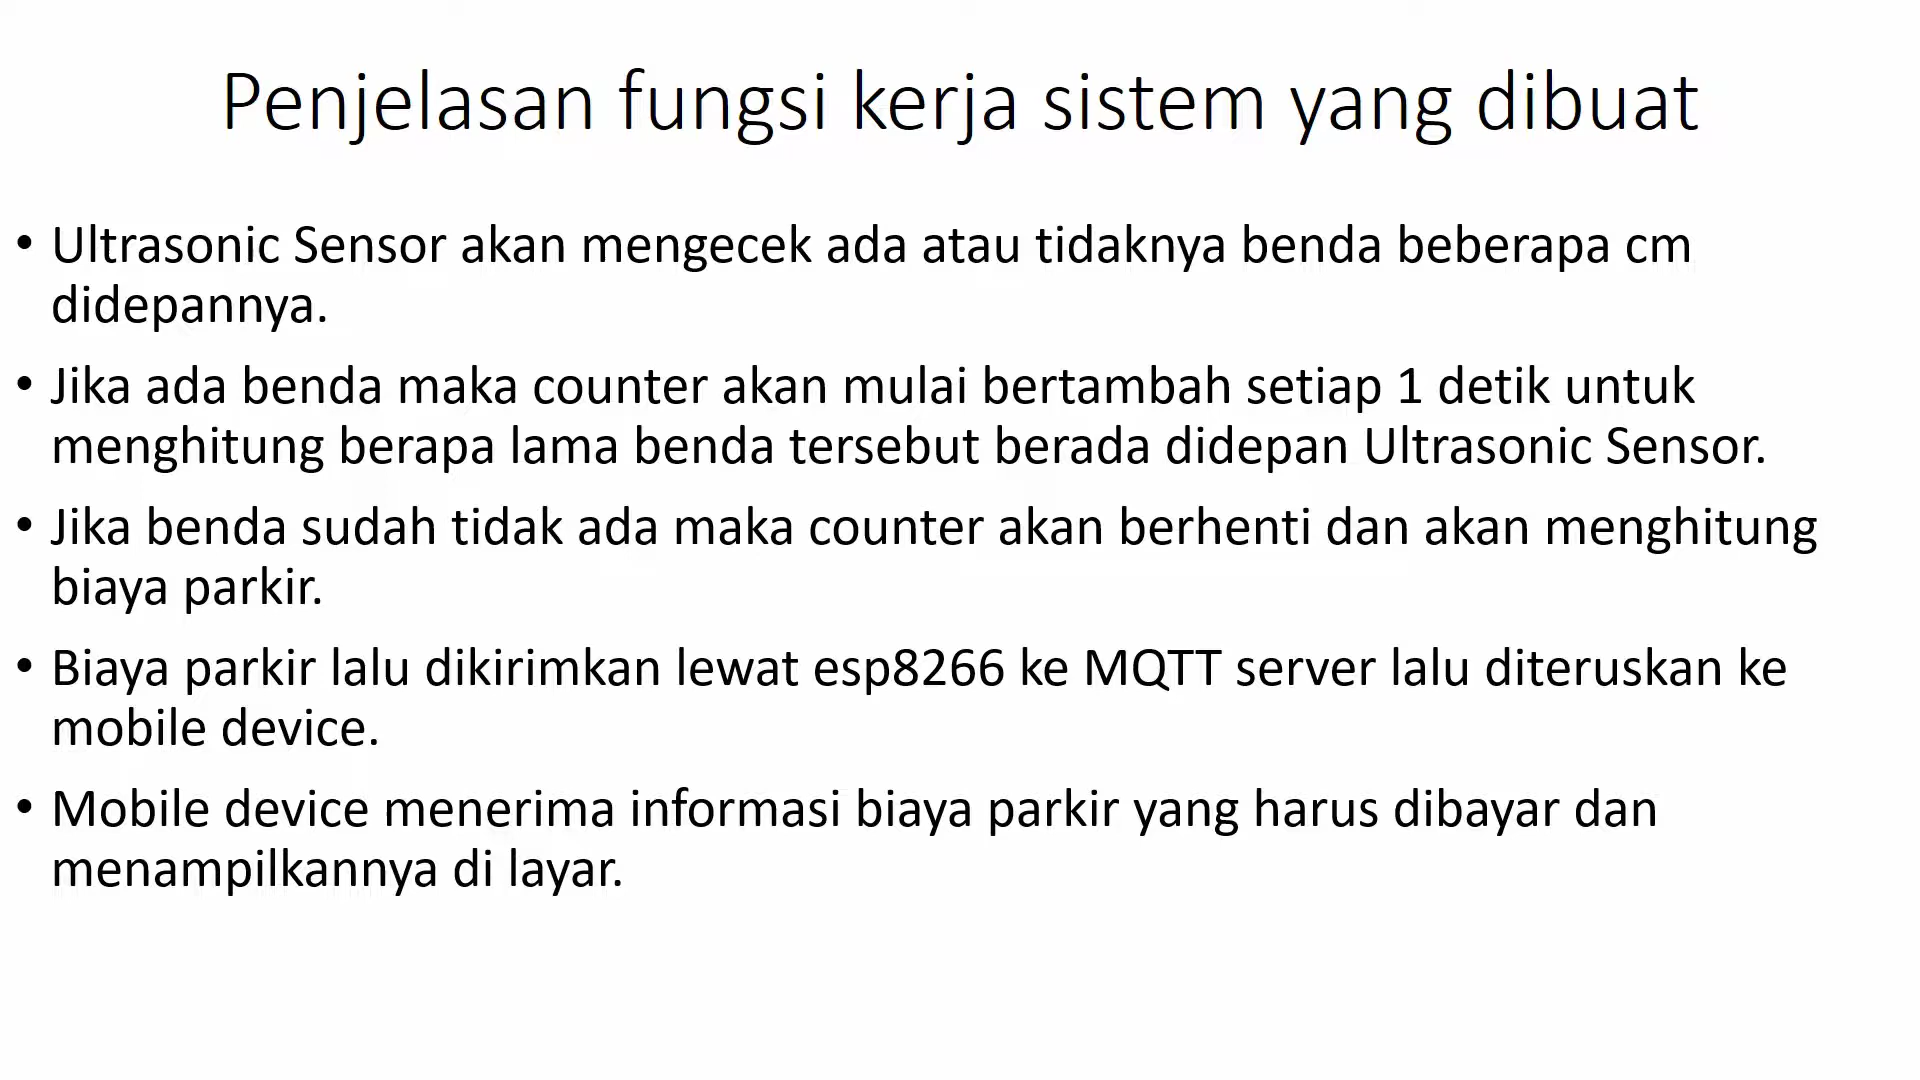 Penjelasan fungsi kerja sistem yang dibuat
• Ultrasonic Sensor akan mengecek ada atau tidaknya benda beberapa cm
didepannya.
• Jika ada benda maka counter akan mulai bertambah setiap 1 detik untuk
menghitung berapa lama benda tersebut berada didepan Ultrasonic Sensor.
• Jika benda sudah tidak ada maka counter akan berhenti dan akan menghitung
biaya parkir.
• Biaya parkir lalu dikirimkan lewat esp8266 ke MQTT server lalu diteruskan ke
mobile device.
• Mobile device menerima informasi biaya parkir yang harus dibayar dan
menampilkannya di layar.